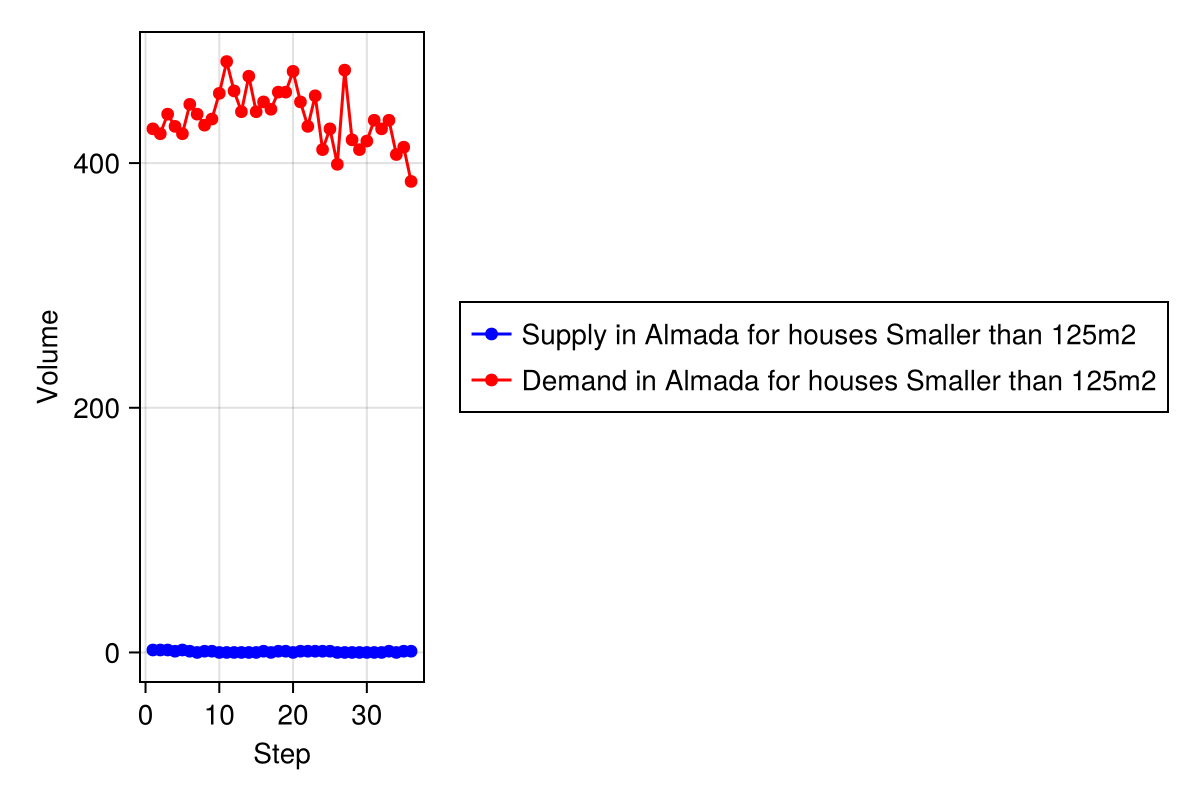 Volume
400
200
0
0 10 20 30
Step
Supply in Almada for houses Smaller than 125m2
Demand in Almada for houses Smaller than 125m2